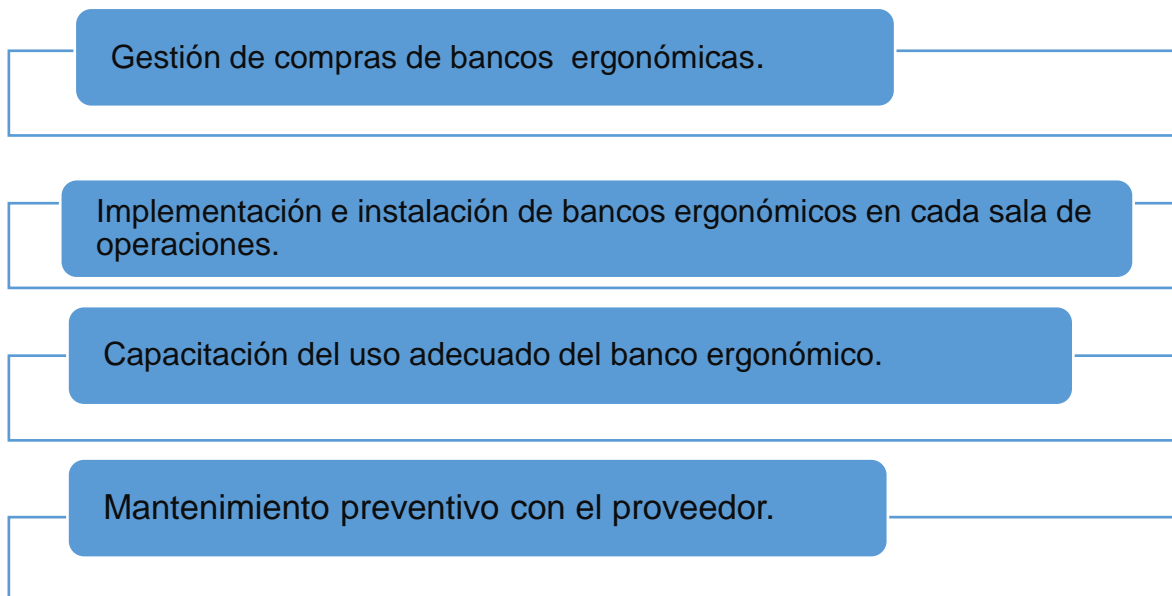 Gestión de compras de bancos  ergonómicas.
Implementación e instalación de bancos ergonómicos en cada sala de
operaciones.
Capacitación del uso adecuado del banco ergonómico.
Mantenimiento preventivo con el proveedor.